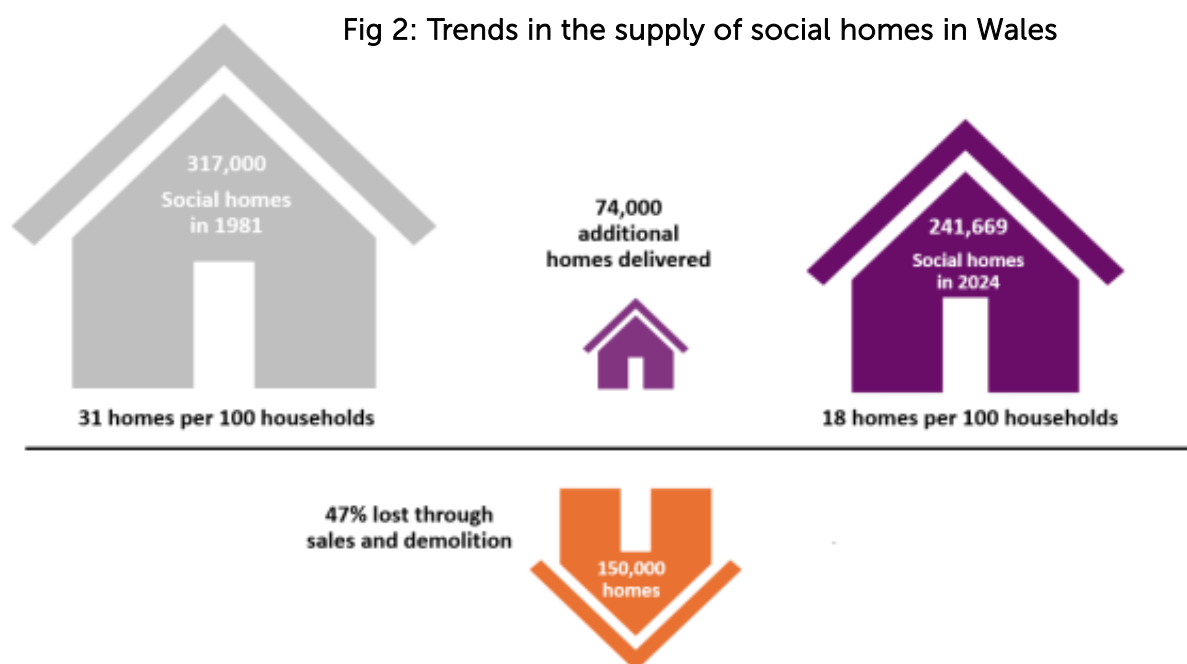 Fig 2: Trends in the supply of social homes in Wales
317,000
Social homes
in 1981
31 homes per 100 households
74,000
additional
homes delivered
241,669
Social homes
in 2024
18 homes per 100 households
47% lost through
sales and demolition
150,000
homes